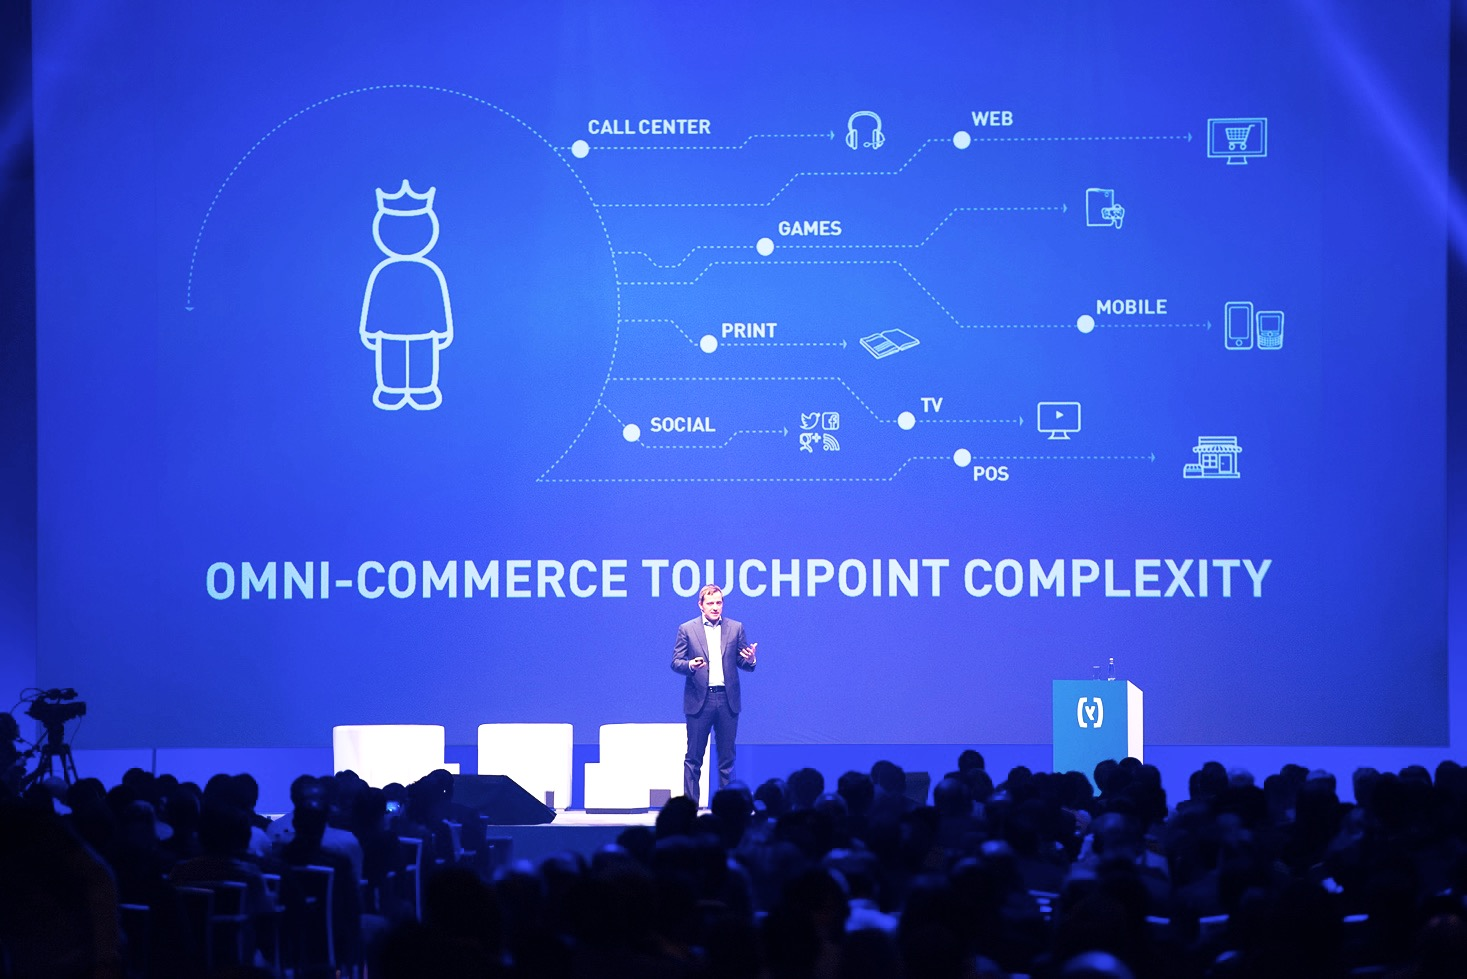 CALL CENTER
WEB
GAMES
MOBILE
PRINT
TV
SOCIAL
POS
OMNI-COMMERCE TOUCHPOINT COMPLEXITY